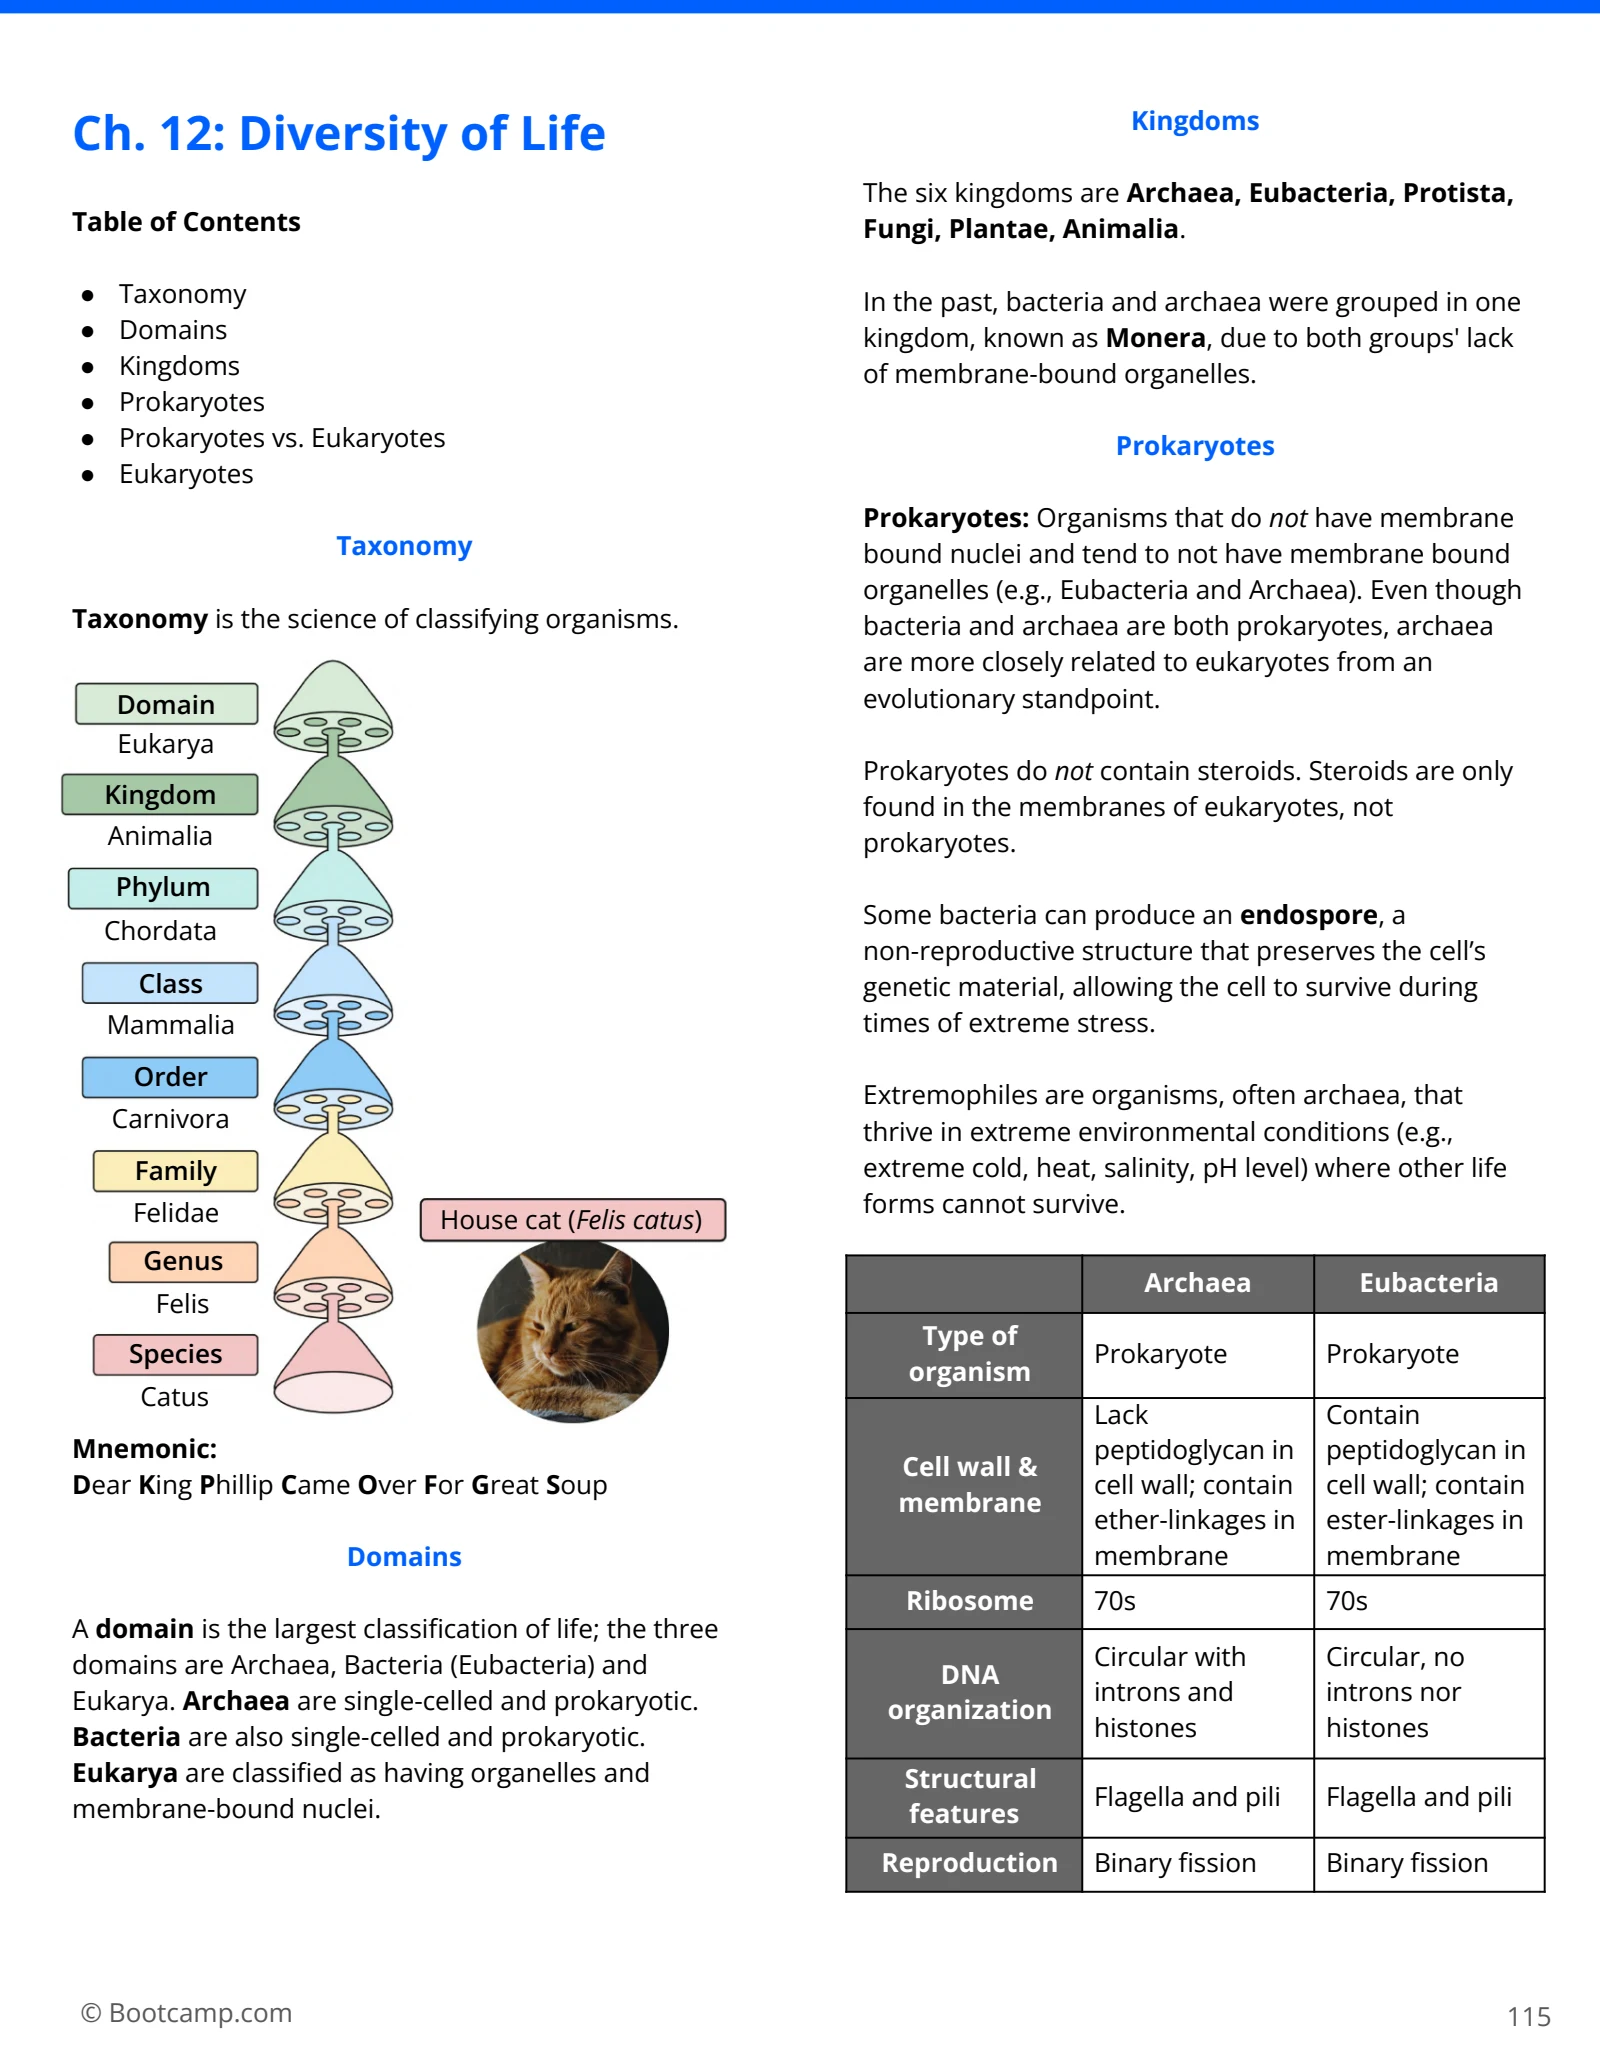 Ch. 12: Diversity of Life
Table of Contents
● Taxonomy
● Domains
● Kingdoms
● Prokaryotes
● Prokaryotes vs. Eukaryotes
● Eukaryotes
Taxonomy
Taxonomy is the science of classifying organisms.
Domain
Eukarya
Kingdom
Animalia
Phylum
Chordata
Class
Mammalia
Order
Carnivora
Family
Felidae
Genus
Felis
Species
Catus
House cat (Felis catus)
Mnemonic:
Dear King Phillip Came Over For Great Soup
Domains
A domain is the largest classification of life; the three
domains are Archaea, Bacteria (Eubacteria) and
Eukarya. Archaea are single-celled and prokaryotic.
Bacteria are also single-celled and prokaryotic.
Eukarya are classified as having organelles and
membrane-bound nuclei.
Kingdoms
The six kingdoms are Archaea, Eubacteria, Protista,
Fungi, Plantae, Animalia.
In the past, bacteria and archaea were grouped in one
kingdom, known as Monera, due to both groups' lack
of membrane-bound organelles.
Prokaryotes
Prokaryotes: Organisms that do not have membrane
bound nuclei and tend to not have membrane bound
organelles (e.g., Eubacteria and Archaea). Even though
bacteria and archaea are both prokaryotes, archaea
are more closely related to eukaryotes from an
evolutionary standpoint.
Prokaryotes do not contain steroids. Steroids are only
found in the membranes of eukaryotes, not
prokaryotes.
Some bacteria can produce an endospore, a
non-reproductive structure that preserves the cell’s
genetic material, allowing the cell to survive during
times of extreme stress.
Extremophiles are organisms, often archaea, that
thrive in extreme environmental conditions (e.g.,
extreme cold, heat, salinity, pH level) where other life
forms cannot survive.
Archaea Eubacteria
Type of
organism
Prokaryote
Prokaryote
Cell wall &
membrane
Lack
peptidoglycan in
cell wall; contain
ether-linkages in
membrane
Contain
peptidoglycan in
cell wall; contain
ester-linkages in
membrane
Ribosome
70s
70s
DNA
organization
Circular with
introns and
histones
Circular, no
introns nor
histones
Structural
features
Flagella and pili
Flagella and pili
Reproduction
Binary fission
Binary fission
© Bootcamp.com
115